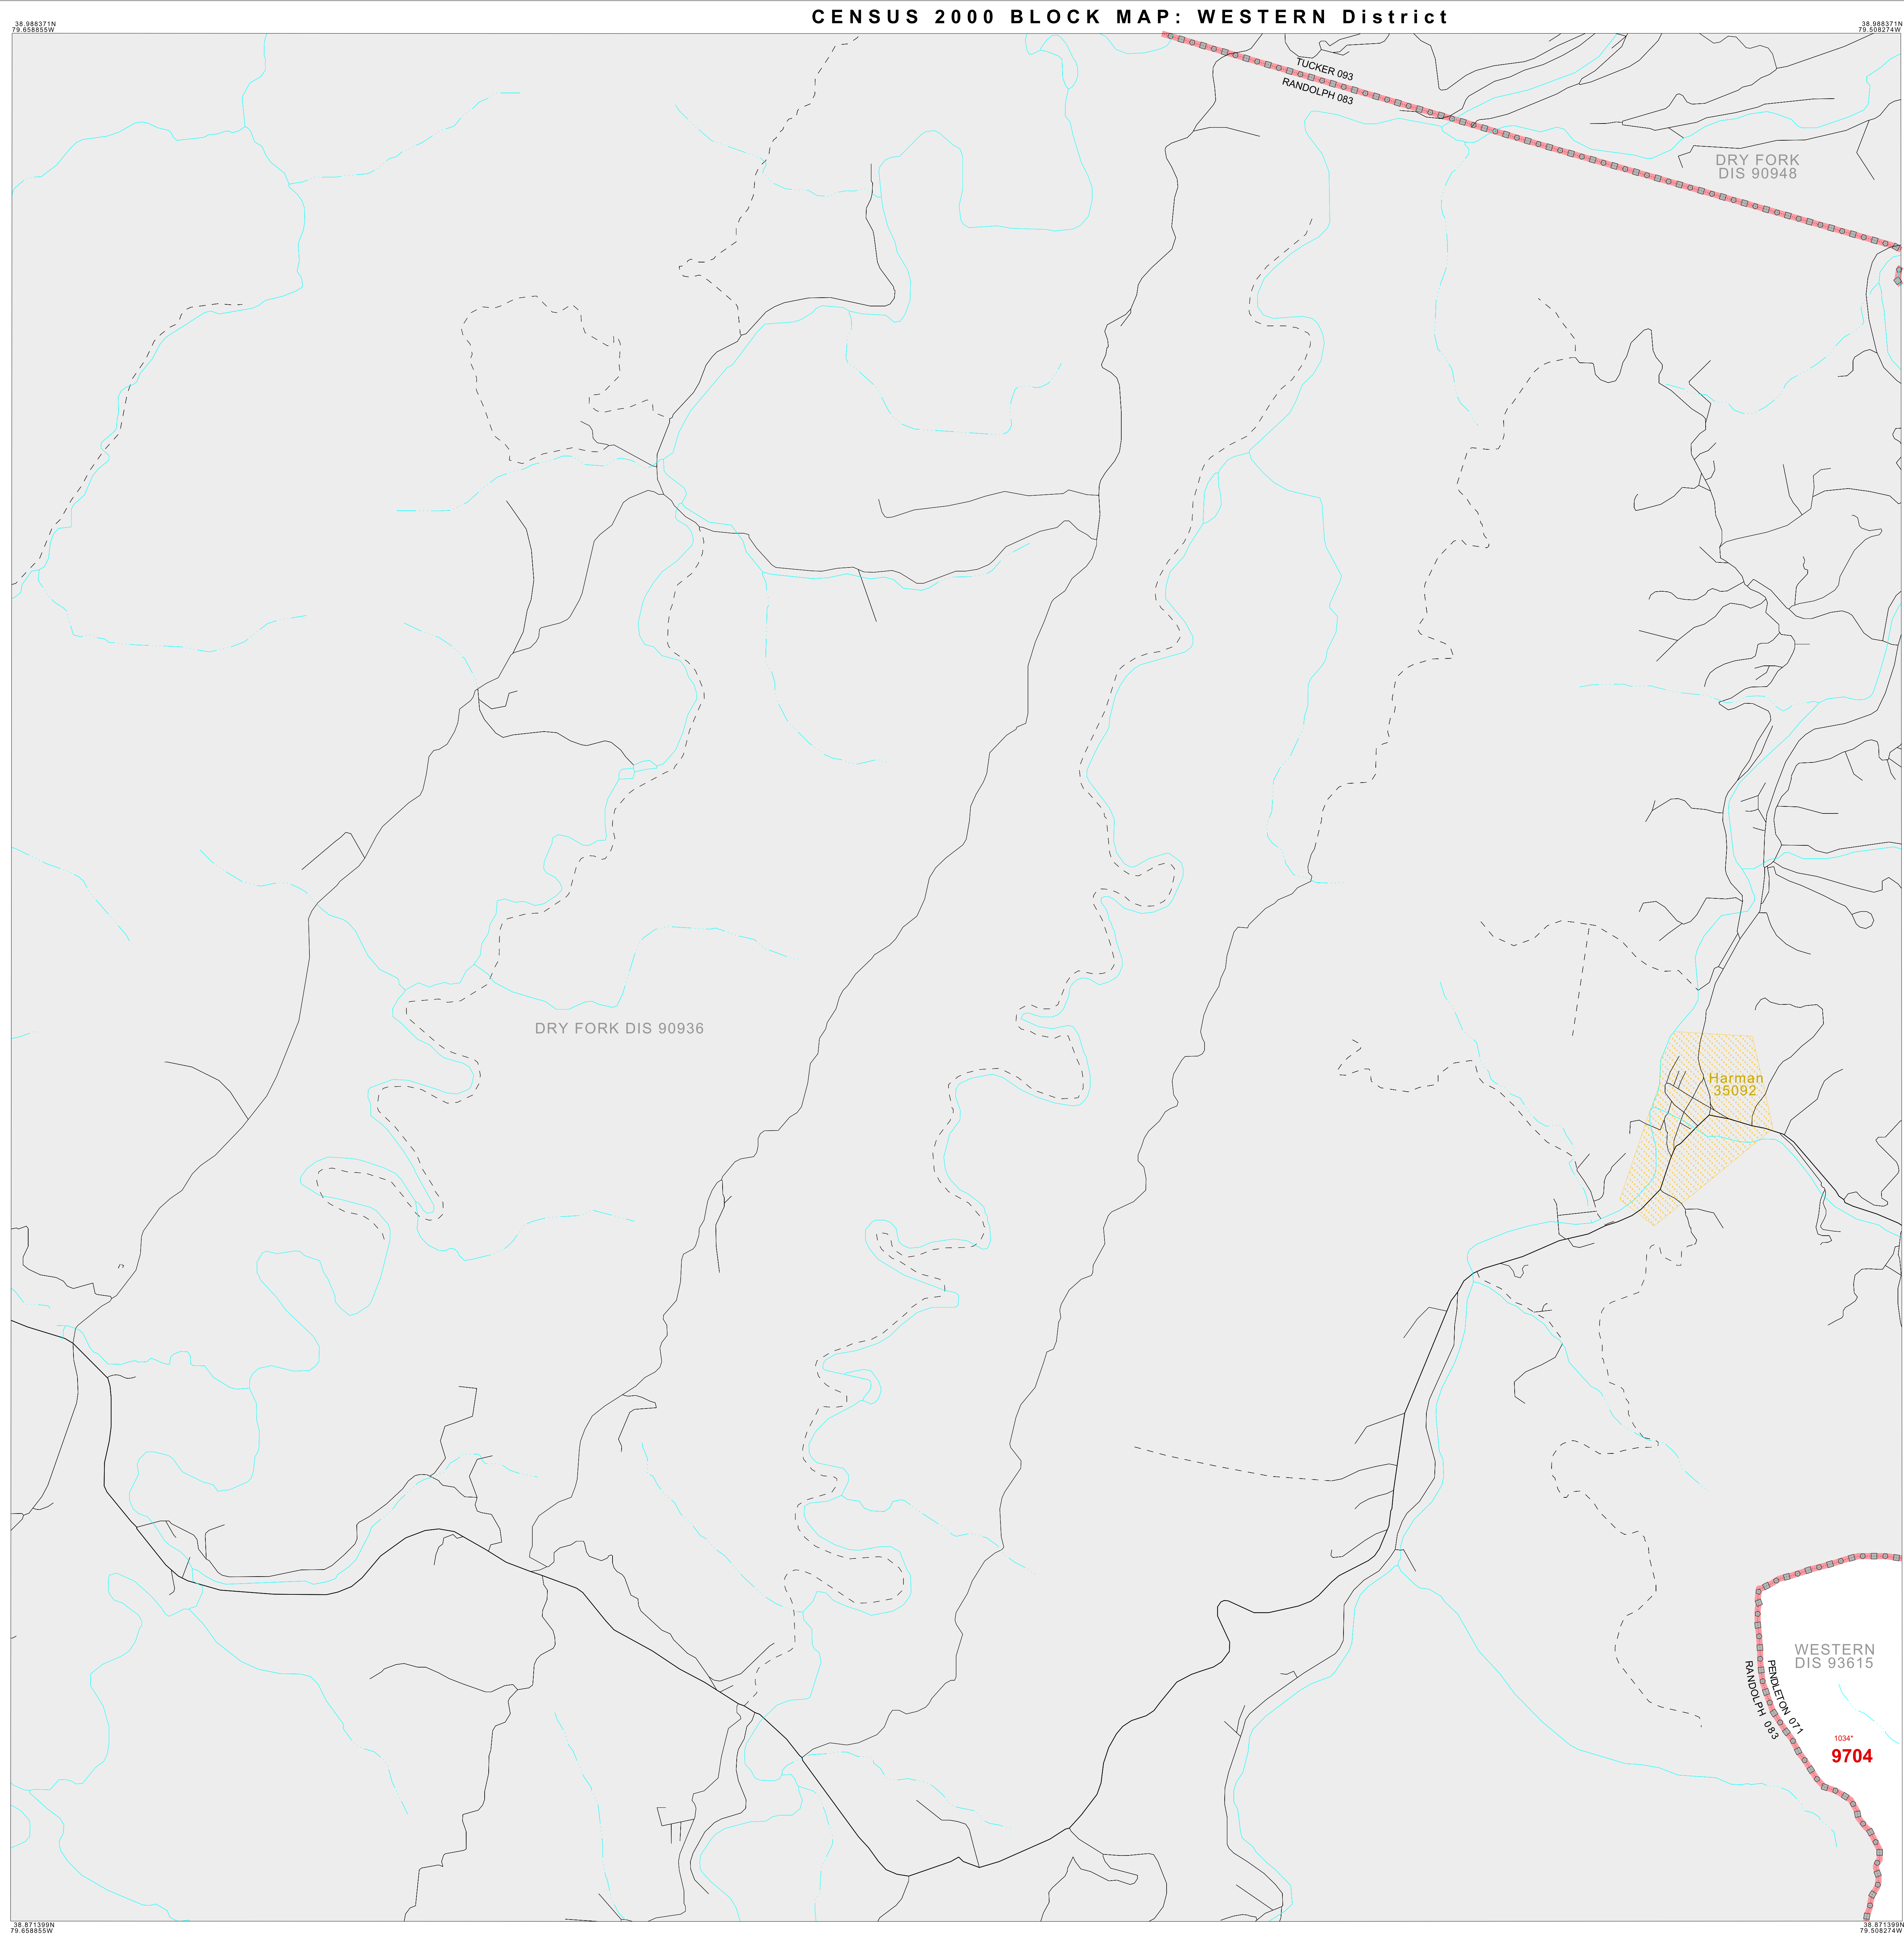 CENSUS 2000 BLOCK MAP: WESTERN District
38.988371N
79.658855W
38.988371N
79.508274W
TUCKER 093
RANDOLPH 083
DRY FORK
DIS 90948
DRY FORK DIS 90936
Harman
35092
WESTERN
DIS 93615
PENDLETON 071
RANDOLPH 083
1034*
9704
38.871399N
79.658855W
38.871399N
79.508274W